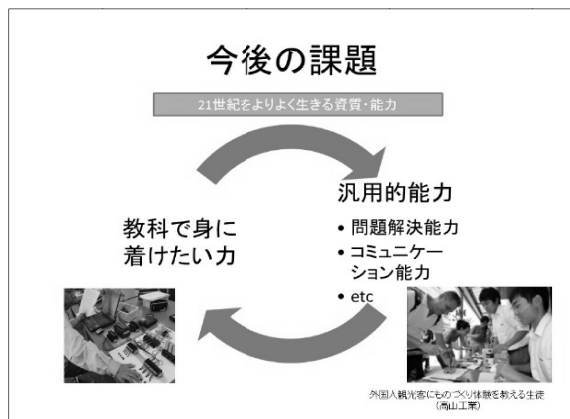 今後の課題
21世紀をよりよく生きる資質・能力
教科で身に
着けたい力
汎用的能力
• 問題解決能力
• コミュニケー
ション能力
• etc
外国人観光客にものづくり体験を教える生徒
（高山工業）